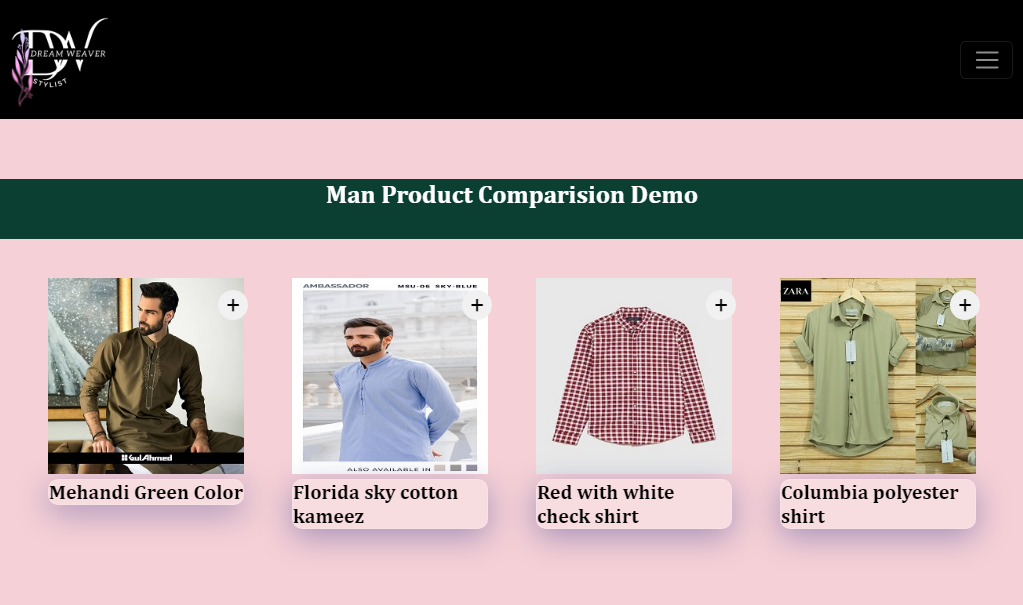 DV
DREAM WEAVER
STYLIST
Man Product Comparision Demo
+
+
+
+
AMBASSADOR MSU-06 SKY-BLUE
ZARA
GulAhmed
ALSO AVAILABLE IN
Mehandi Green Color
Florida sky cotton
kameez
Red with white
check shirt
Columbia polyester
shirt